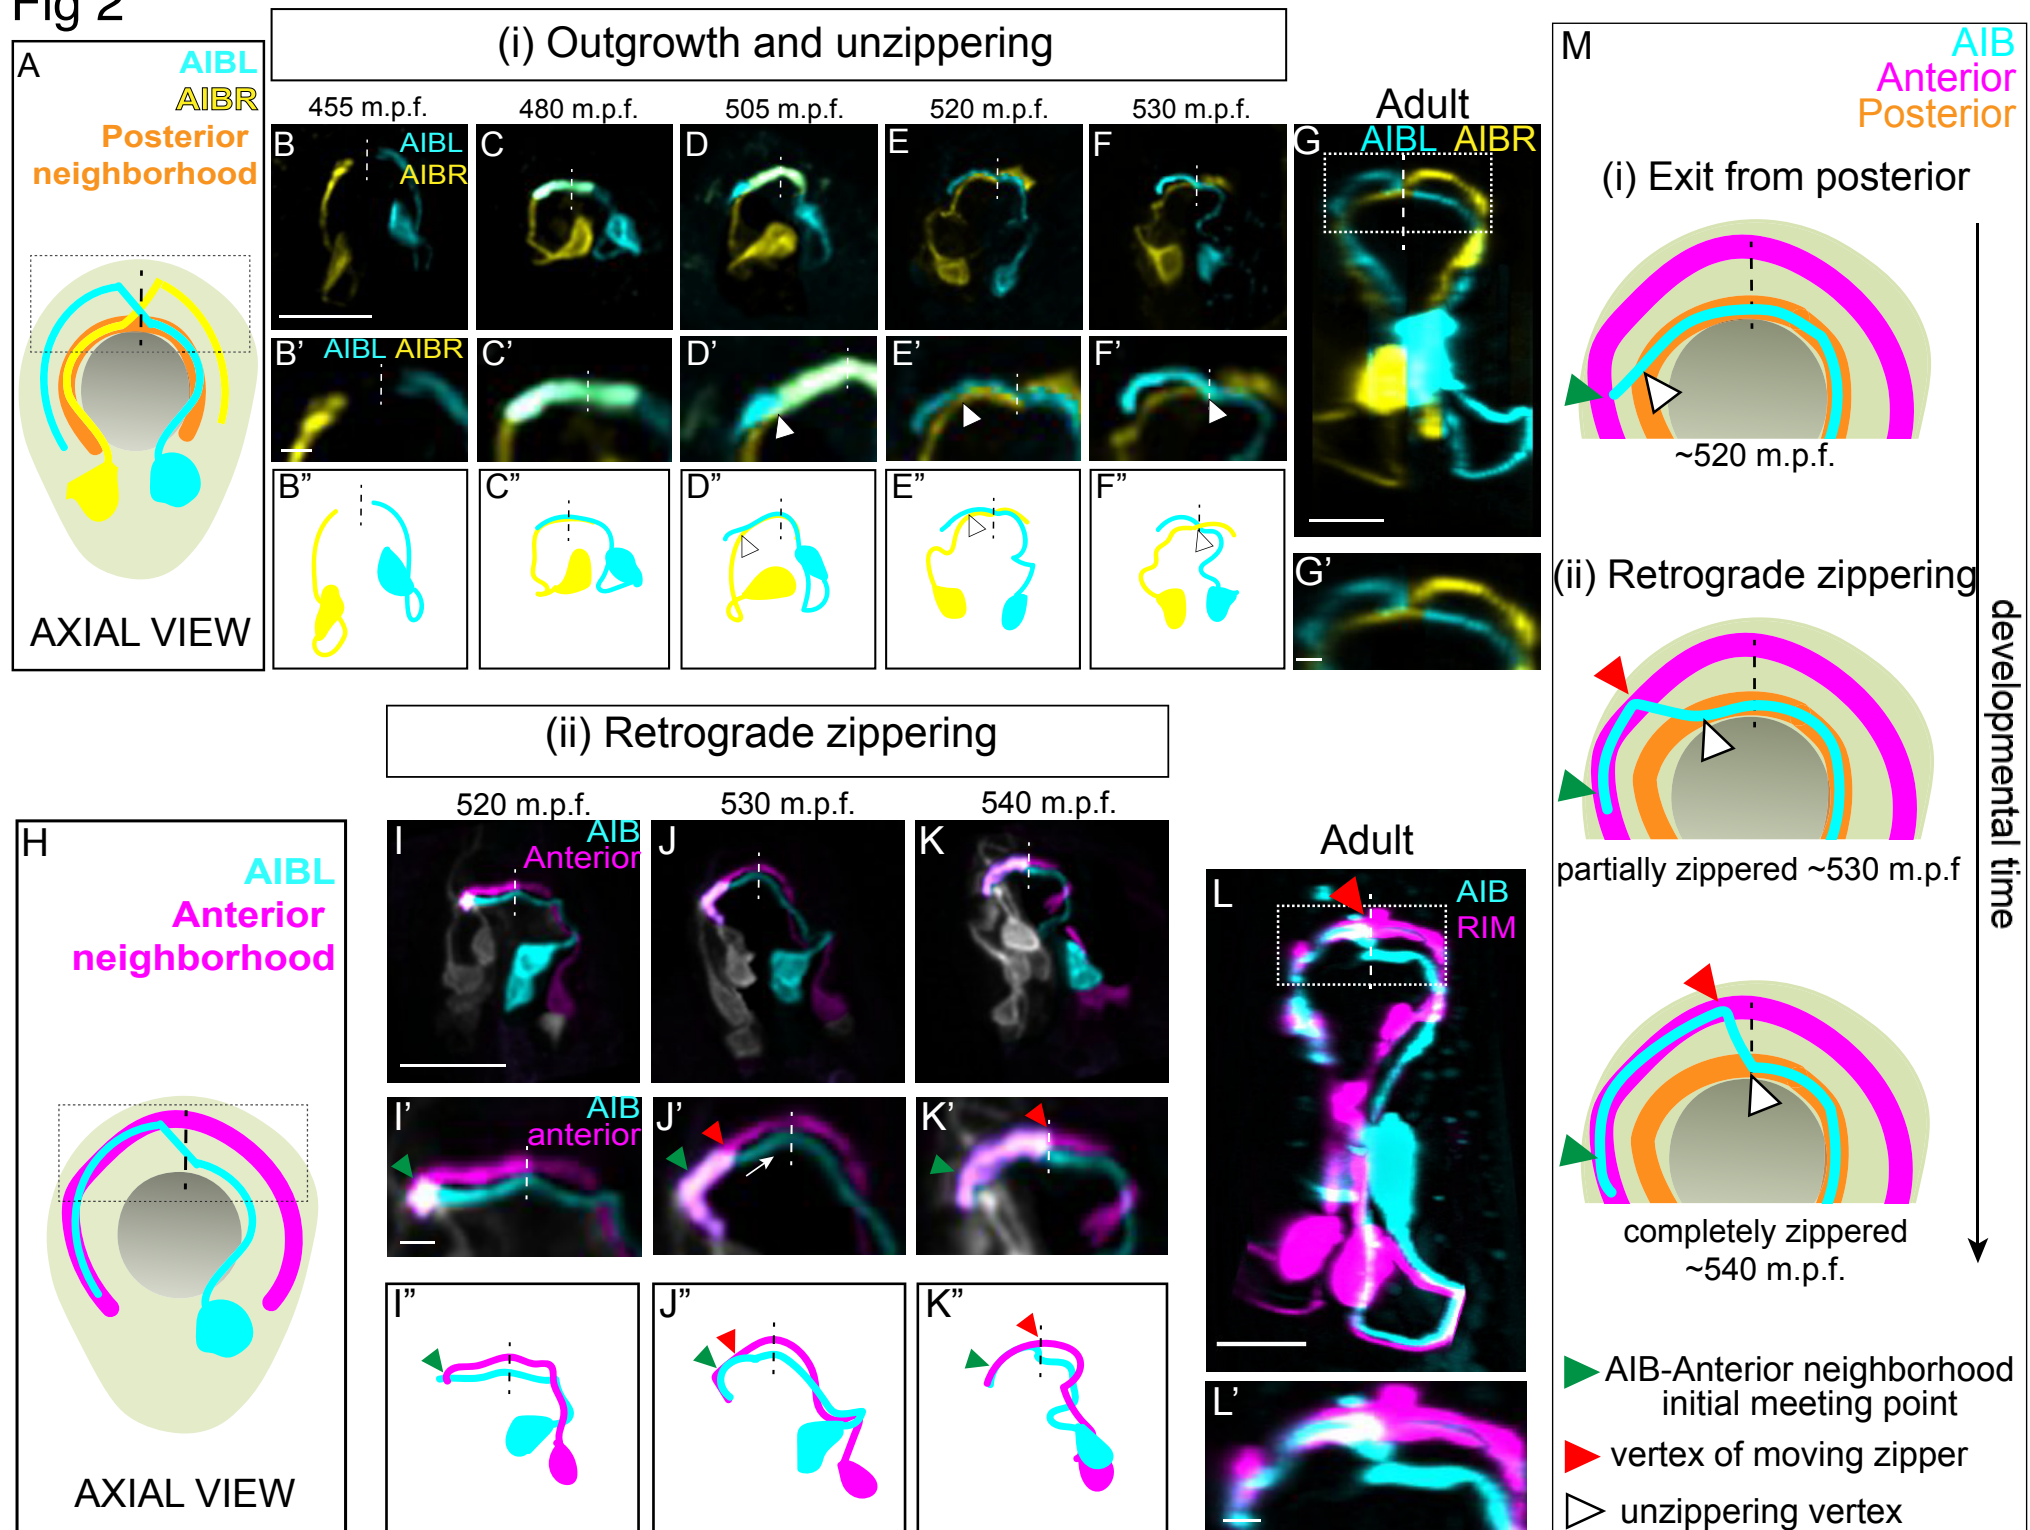 Fig 2
A
AIBL
AIBR
Posterior
neighborhood
AXIAL VIEW
(i) Outgrowth and unzippering
455 m.p.f.
480 m.p.f.
505 m.p.f.
520 m.p.f.
530 m.p.f.
Adult
B
AIBL
AIBR
C
D
E
F
G
AIBL AIBR
B’
AIBL AIBR
C’
D’
E’
F’
G’
B”
C”
D”
E”
F”
(ii) Retrograde zippering
520 m.p.f.
530 m.p.f.
540 m.p.f.
Adult
H
AIBL
Anterior
neighborhood
AXIAL VIEW
I
AIB
Anterior
J
K
L
AIB
RIM
I’
AIB
anterior
J’
K’
L’
I”
J”
K”
M
AIB
Anterior
Posterior
(i) Exit from posterior
~520 m.p.f.
(ii) Retrograde zippering
partially zippered ~530 m.p.f
completely zippered
~540 m.p.f.
developmental time
AIB-Anterior neighborhood
initial meeting point
vertex of moving zipper
unzippering vertex